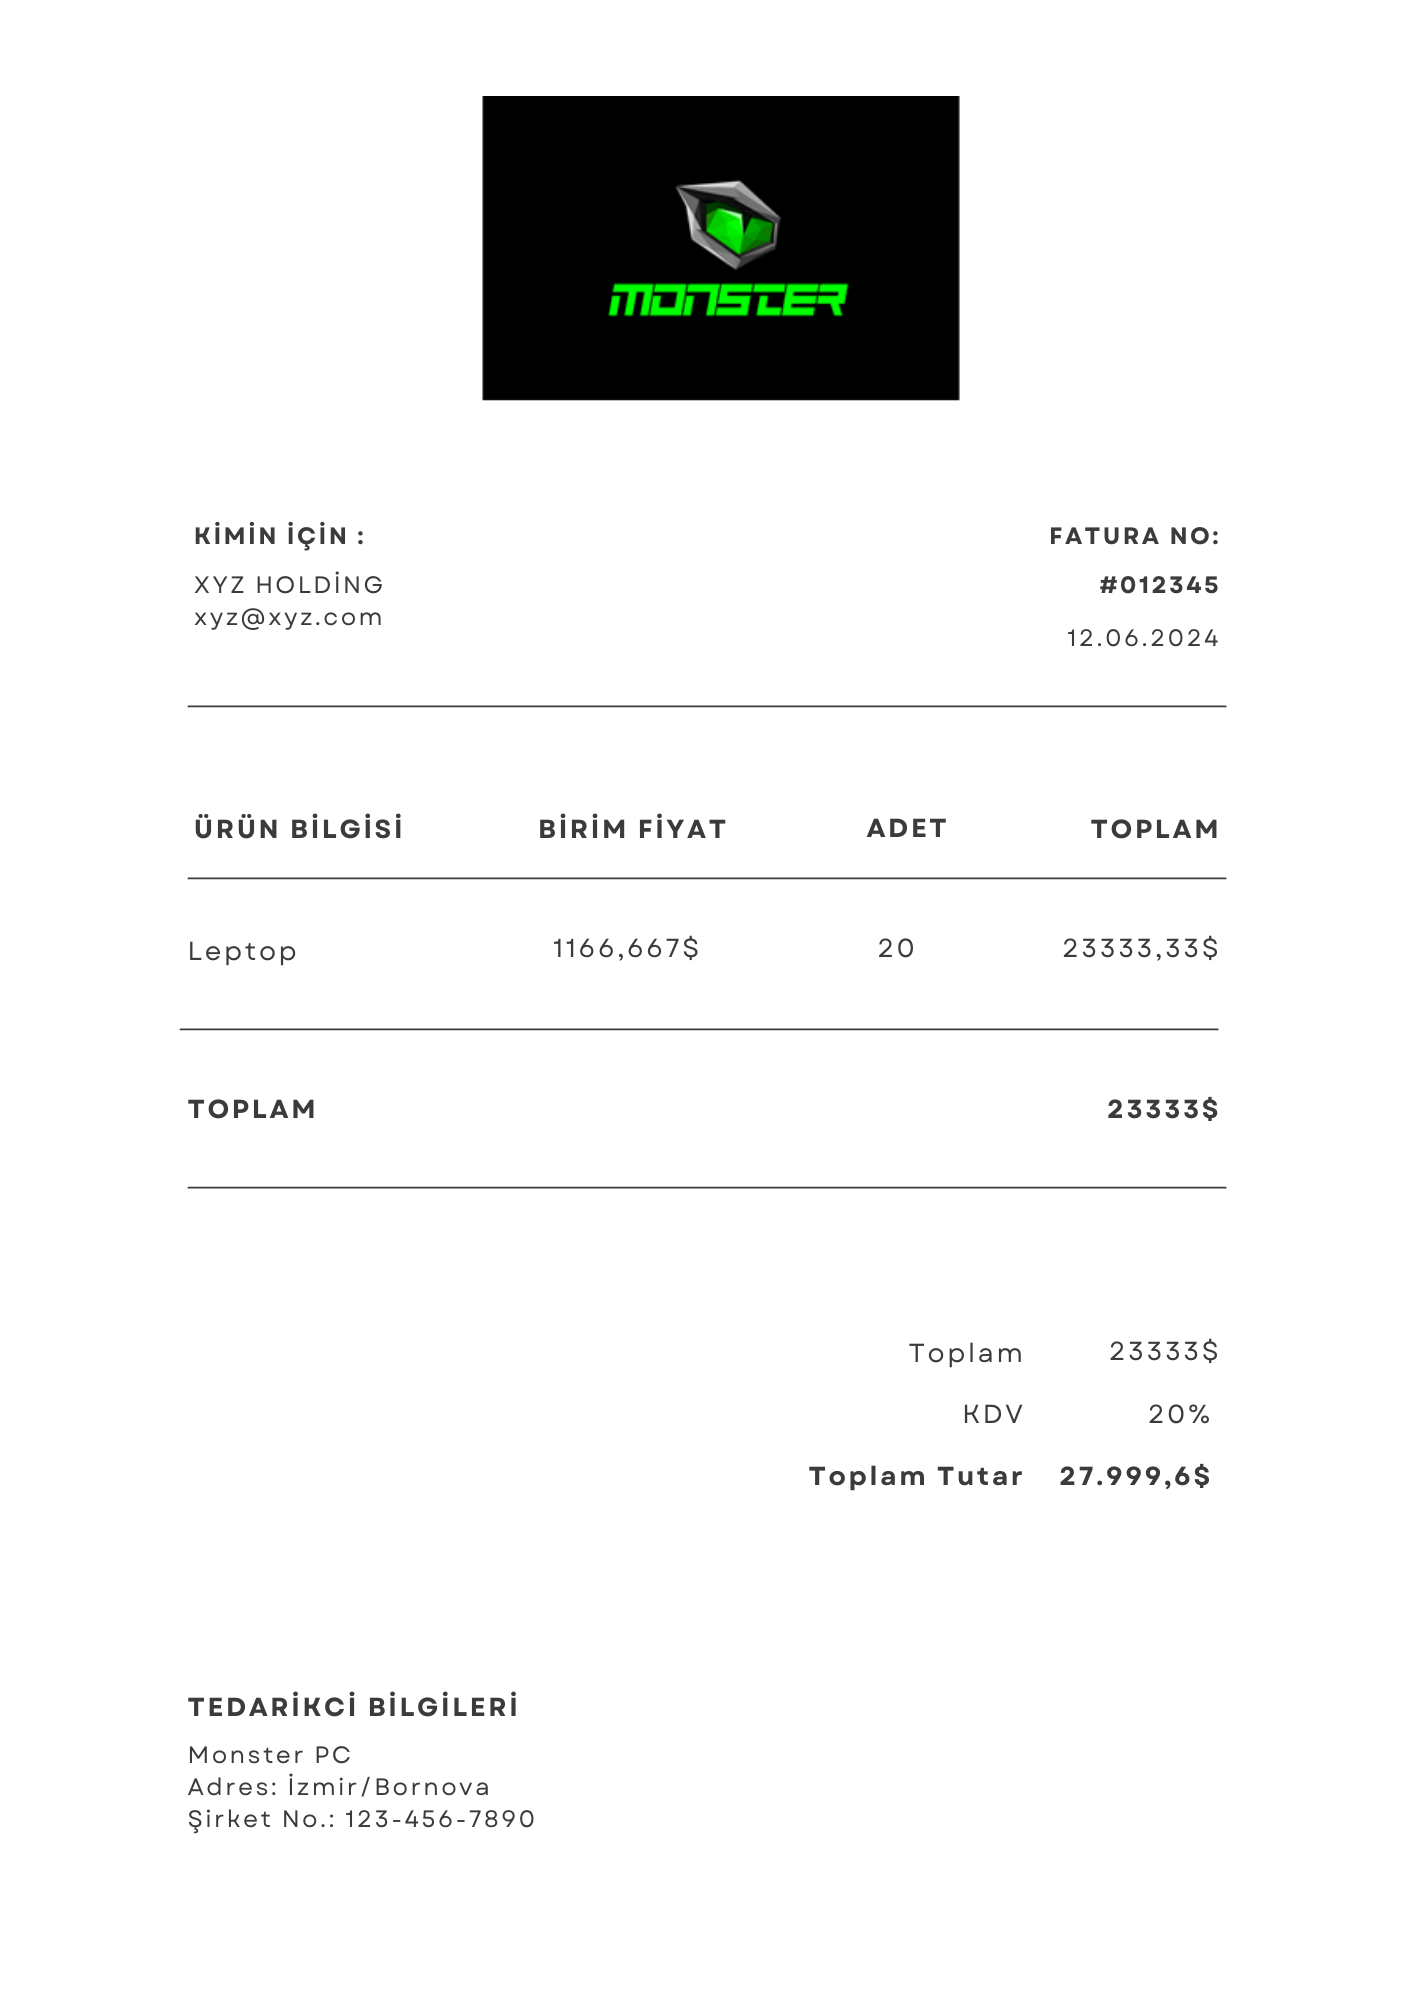 MONSTER
KİMİN İÇİN :
FATURA NO:
XYZ HOLDİNG
#012345
xyz@xyz.com
12.06.2024
ÜRÜN BİLGİSİ BİRİM FİYAT ADET TOPLAM
Leptop 1166,667$ 20 23333,33$
TOPLAM 23333$
Toplam 23333$
KDV 20%
Toplam Tutar 27.999,6$
TEDARİKCİ BİLGİLERİ
Monster PC
Adres: İzmir/Bornova
Şirket No.: 123-456-7890